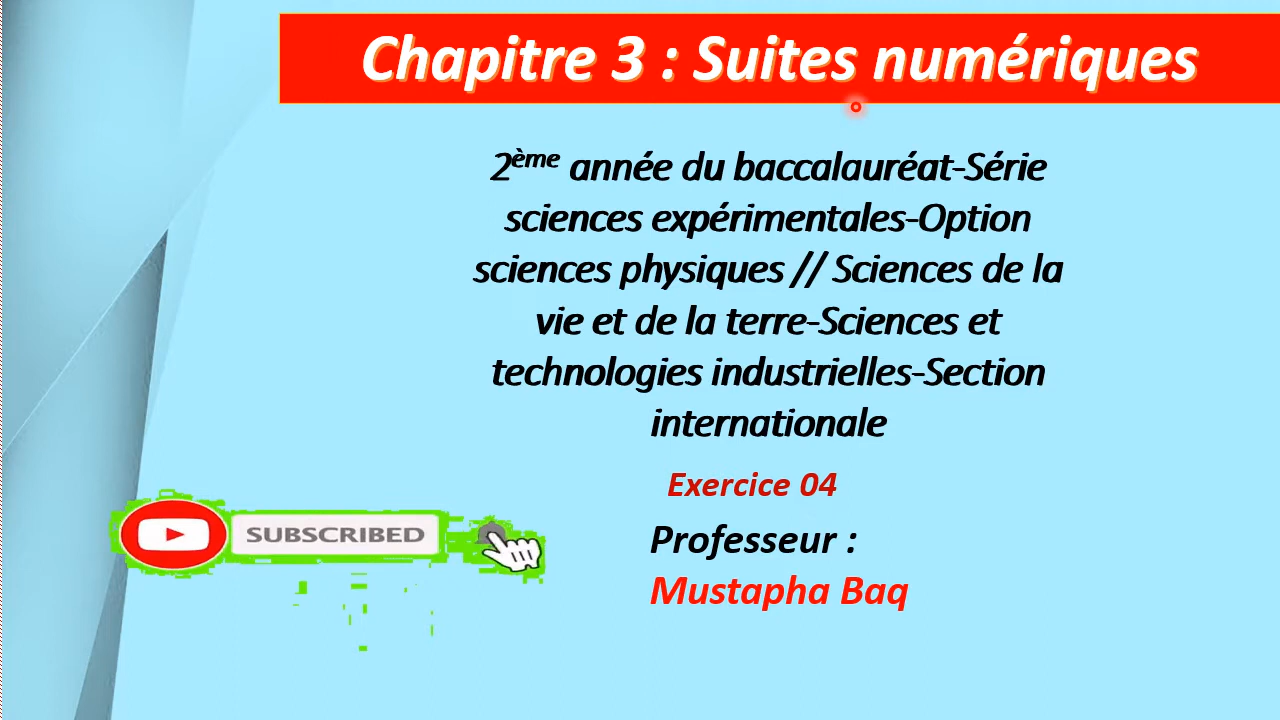 Chapitre 3 : Suites numériques
2ème année du baccalauréat-Série
sciences expérimentales-Option
sciences physiques // Sciences de la
vie et de la terre-Sciences et
technologies industrielles-Section
internationale
Exercice 04
SUBSCRIBED
Professeur :
Mustapha Baq